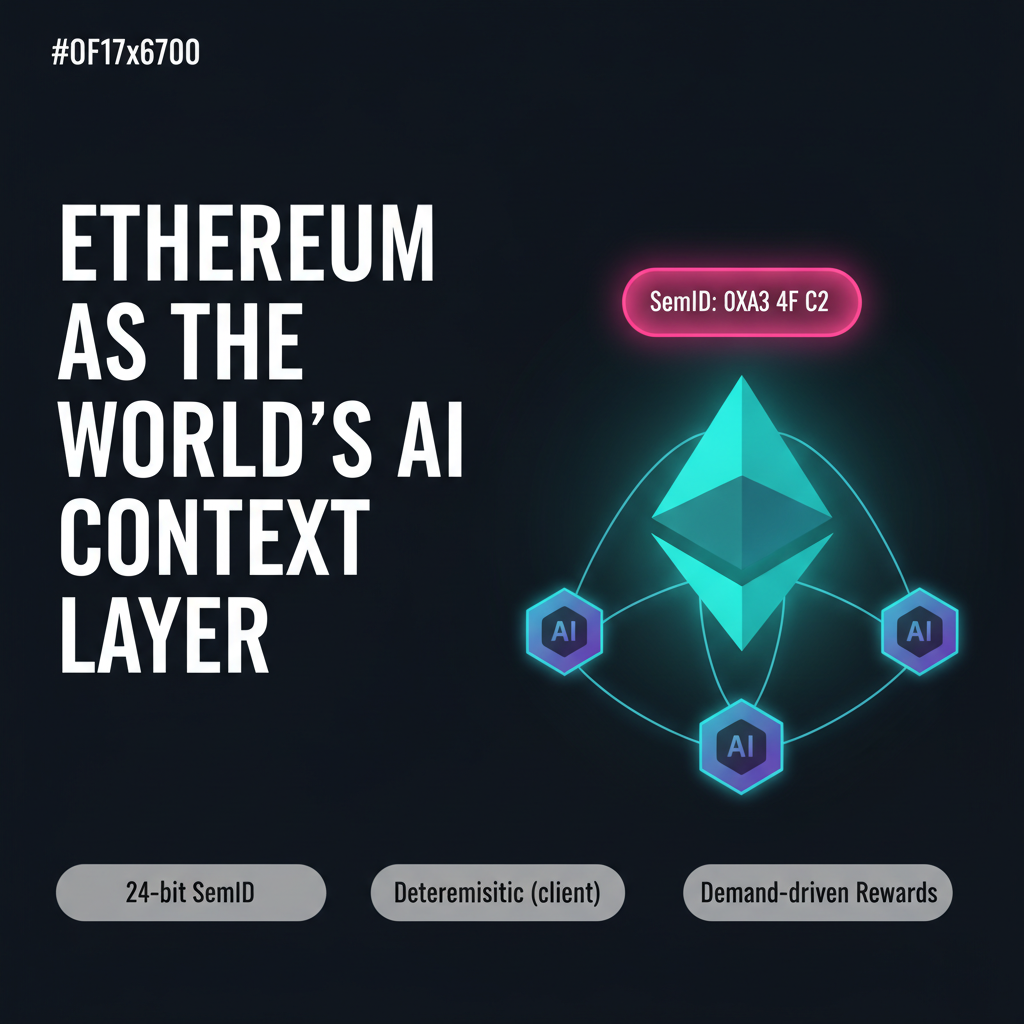 #0F17x6700
ETHEREUM
AS THE
WORLD'S AI
CONTEXT
LAYER
SemID: 0XA3 4F C2
AI
AI
AI
24-bit SemID
Deteremisitic (client)
Demand-driven Rewards